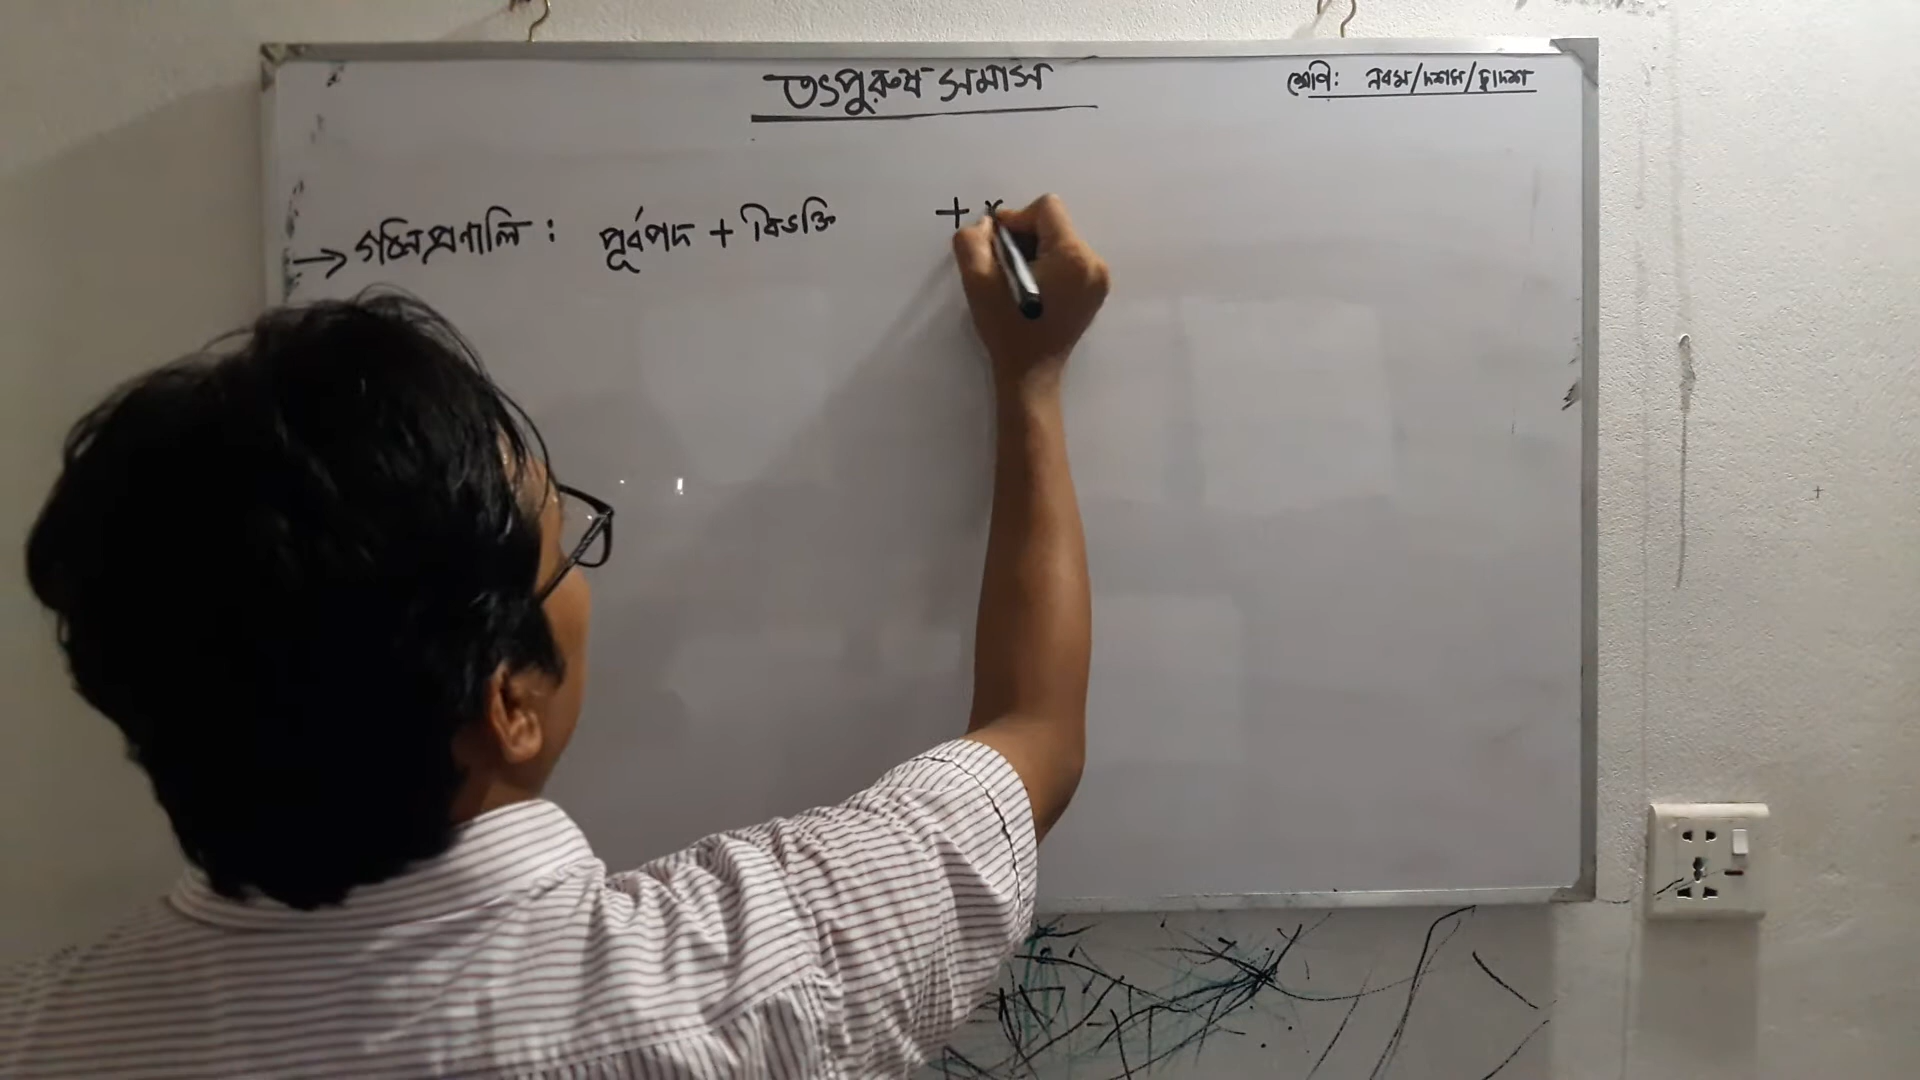 তৎপুরুষ সমাস
শ্রেণি: নবম/দশম/দ্বাদশ
→ গঠনপ্রণালি : পূর্বপদ + বিভক্তি +